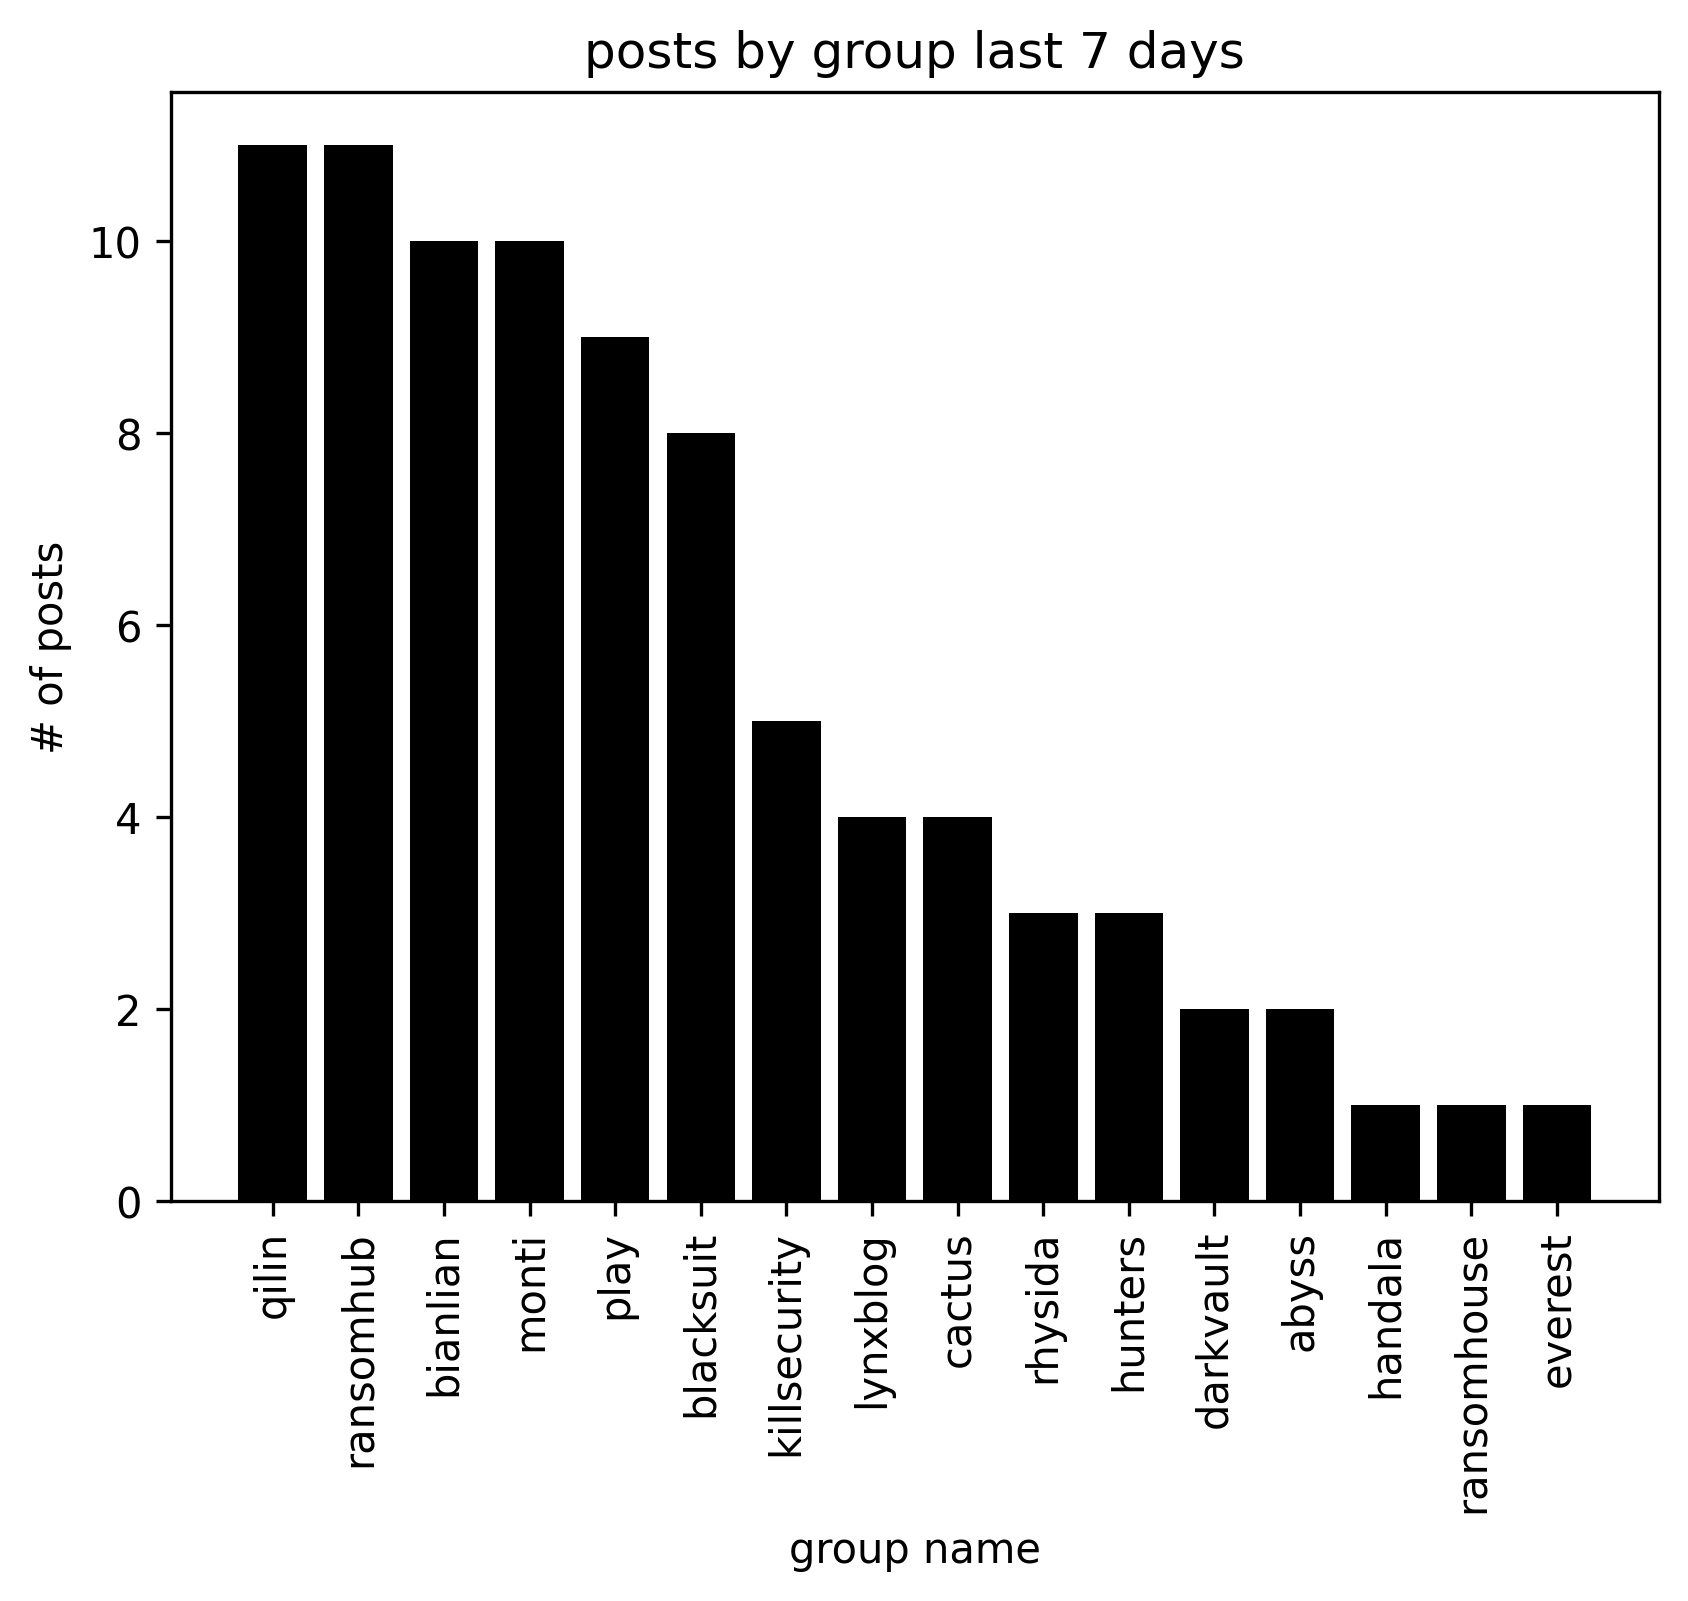 posts by group last 7 days
# of posts
10
8
6
4
2
0
qilin
ransomhub
bianlian
monti
play
blacksuit
killsecurity
lynxblog
cactus
rhysida
hunters
darkvault
abyss
handala
ransomhouse
everest
group name